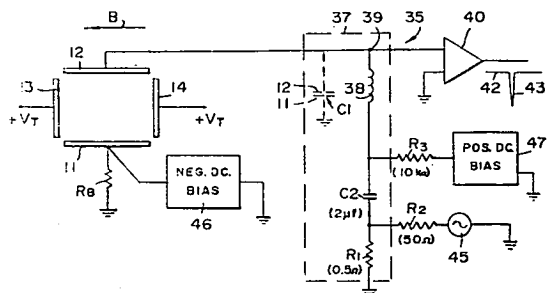 B
37
39
35
40
12
13
14
+VT
+VT
11
RB
NEG. DC. BIAS
46
12
11
C1
38
42
43
R3
(10kΩ)
POS. DC. BIAS
47
C2
(2μf)
R2
(50Ω)
45
R1
(0.5Ω)